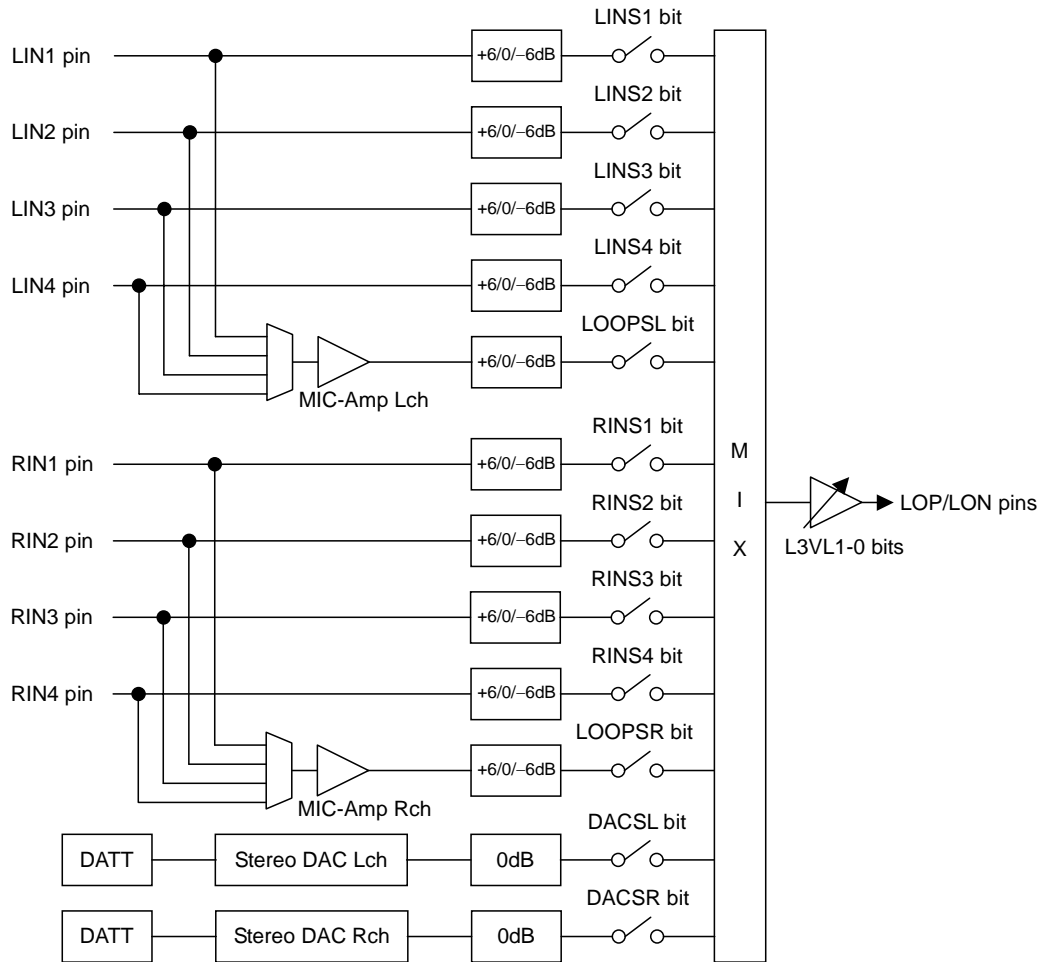 LINS1 bit
LIN1 pin
+6/0/−6dB
LINS2 bit
LIN2 pin
+6/0/−6dB
LINS3 bit
LIN3 pin
+6/0/−6dB
LINS4 bit
LIN4 pin
+6/0/−6dB
LOOPSL bit
+6/0/−6dB
MIC-Amp Lch
RINS1 bit
RIN1 pin
+6/0/−6dB
RINS2 bit
RIN2 pin
+6/0/−6dB
RINS3 bit
RIN3 pin
+6/0/−6dB
RINS4 bit
RIN4 pin
+6/0/−6dB
LOOPSR bit
+6/0/−6dB
MIC-Amp Rch
DACSL bit
DATT
Stereo DAC Lch
0dB
DACSR bit
DATT
Stereo DAC Rch
0dB
M
I
X
LOP/LON pins
L3VL1-0 bits